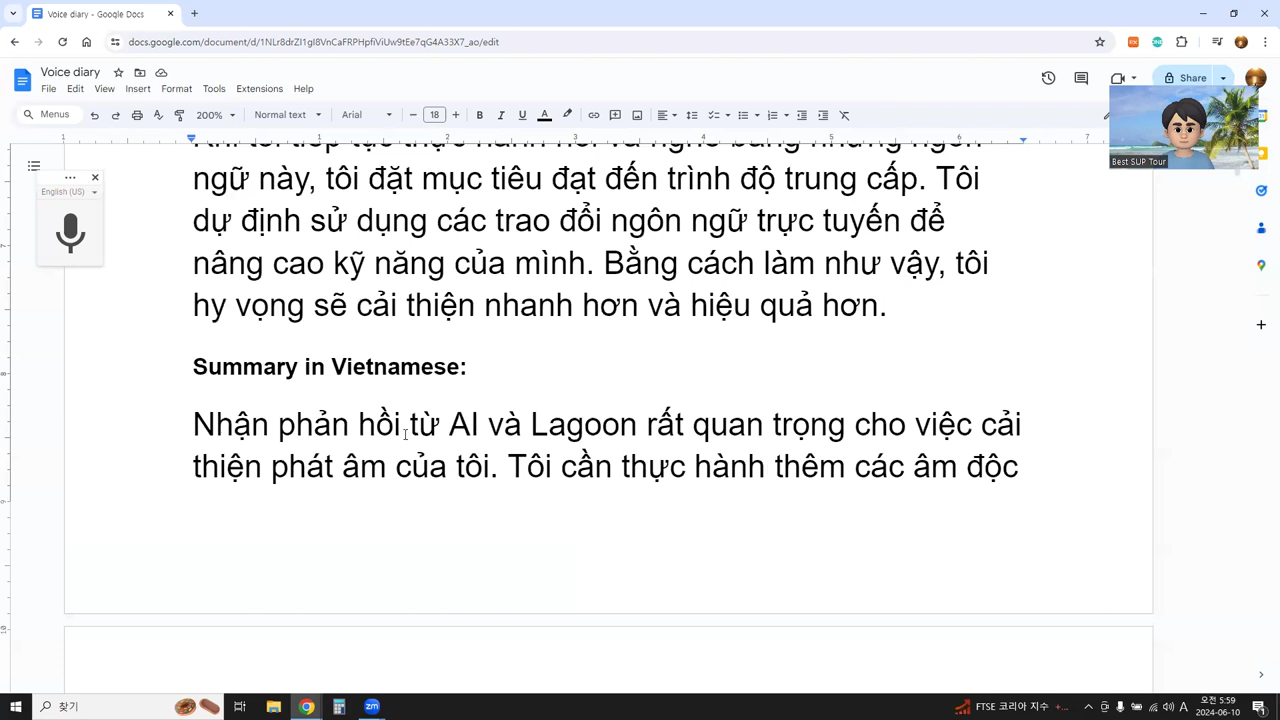 Voice diary - Google Docs
docs.google.com/document/d/1NLr8drZI1gI8VnCaFRPHpfiViUw9tEe7qG4A33X7_ao/edit
Voice diary
File Edit View Insert Format Tools Extensions Help
Share
Menus 200% Normal text Arial 18
Best SUP Tour
English (US)
ngữ này, tôi đặt mục tiêu đạt đến trình độ trung cấp. Tôi
dự định sử dụng các trao đổi ngôn ngữ trực tuyến để
nâng cao kỹ năng của mình. Bằng cách làm như vậy, tôi
hy vọng sẽ cải thiện nhanh hơn và hiệu quả hơn.
Summary in Vietnamese:
Nhận phản hồi từ AI và Lagoon rất quan trọng cho việc cải
thiện phát âm của tôi. Tôi cần thực hành thêm các âm độc
찾기
FTSE 코리아 지수 +...
오전 5:59
2024-06-10